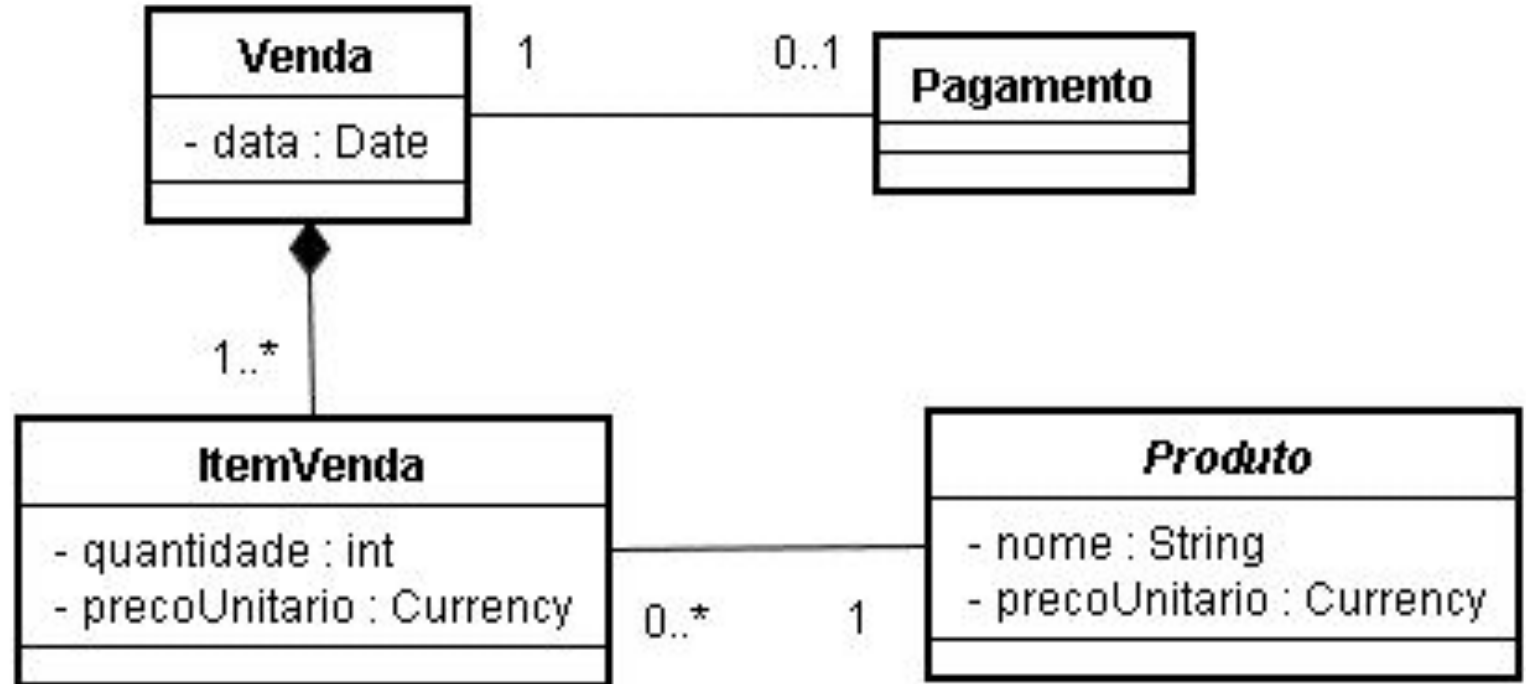 Venda
- data : Date
1
0..1
Pagamento
1..*
ItemVenda
- quantidade : int
- precoUnitario : Currency
0..*
1
Produto
- nome : String
- precoUnitario : Currency